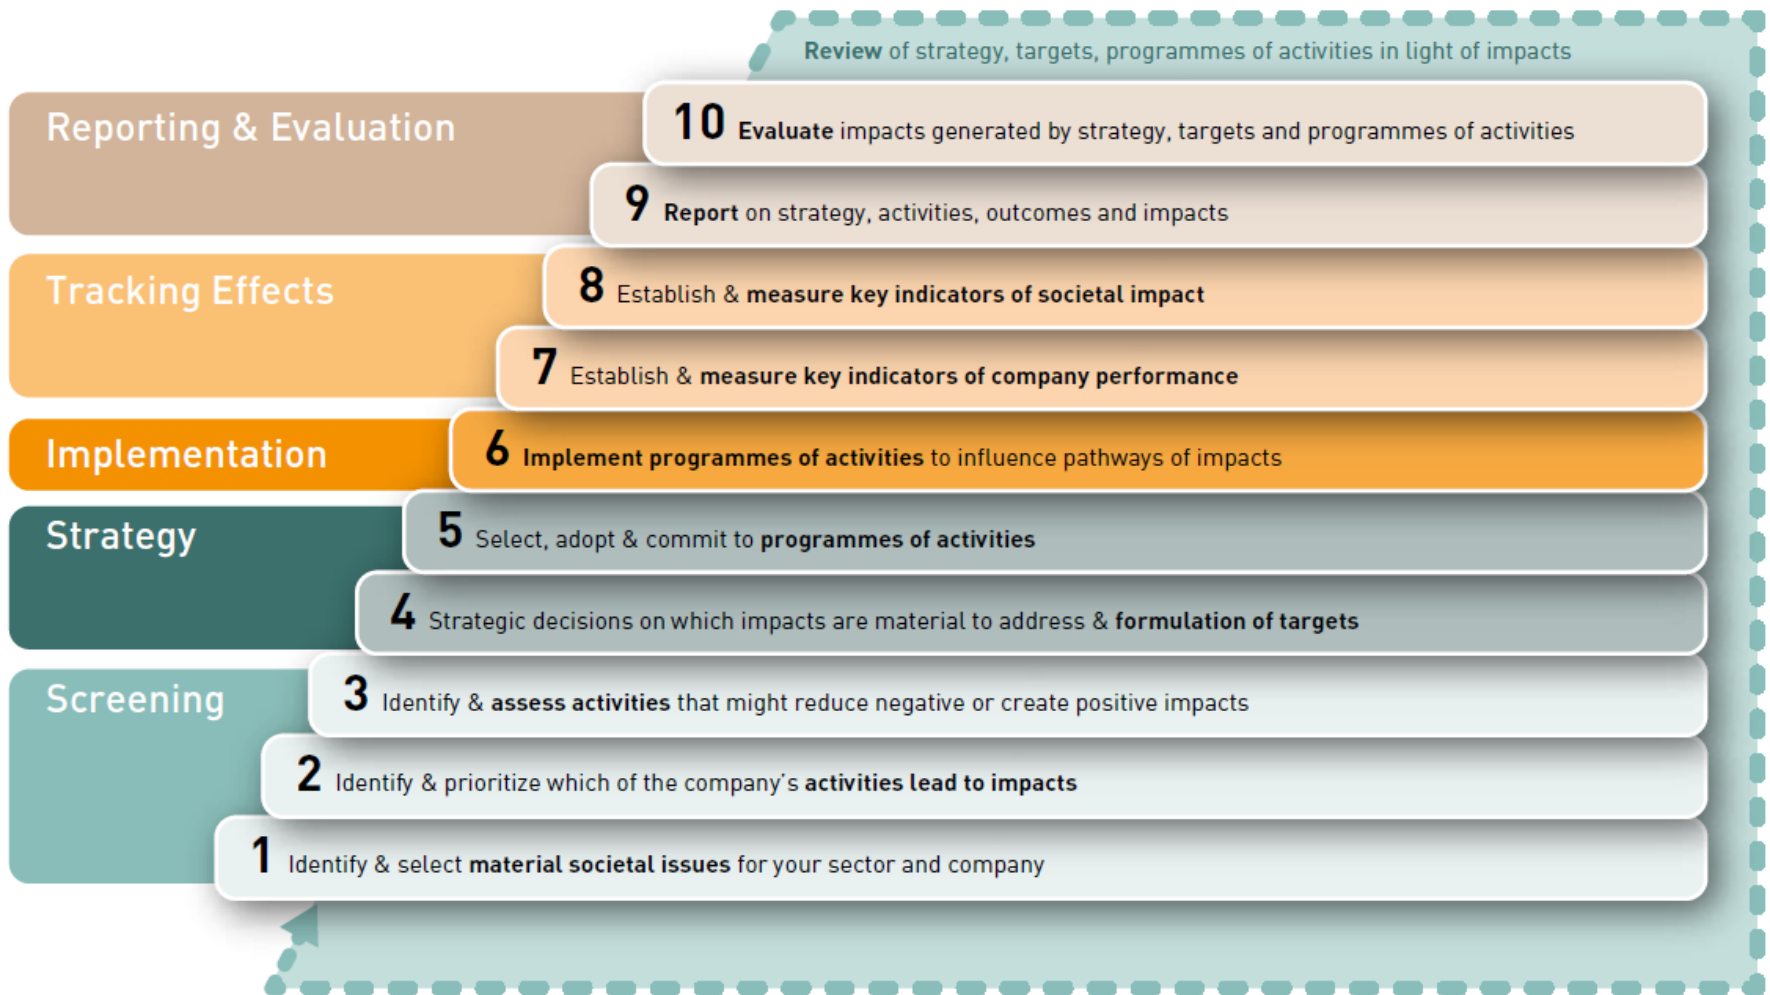 Review of strategy, targets, programmes of activities in light of impacts
Reporting & Evaluation
10 Evaluate impacts generated by strategy, targets and programmes of activities
9 Report on strategy, activities, outcomes and impacts
Tracking Effects
8 Establish & measure key indicators of societal impact
7 Establish & measure key indicators of company performance
Implementation
6 Implement programmes of activities to influence pathways of impacts
Strategy
5 Select, adopt & commit to programmes of activities
4 Strategic decisions on which impacts are material to address & formulation of targets
Screening
3 Identify & assess activities that might reduce negative or create positive impacts
2 Identify & prioritize which of the company's activities lead to impacts
1 Identify & select material societal issues for your sector and company